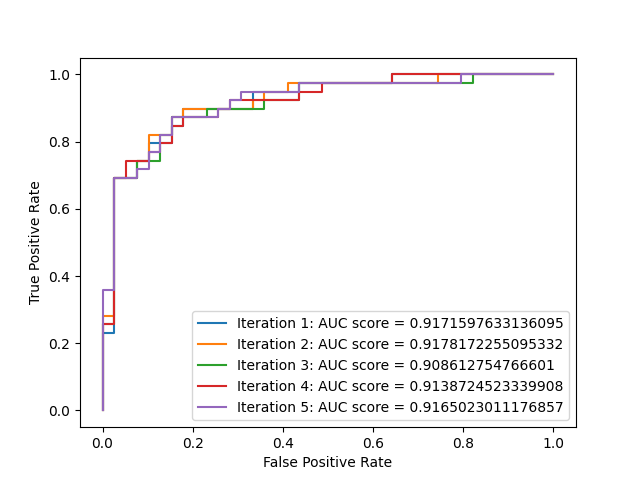 1.0
0.8
0.6
0.4
0.2
0.0
True Positive Rate
Iteration 1: AUC score = 0.9171597633136095
Iteration 2: AUC score = 0.9178172255095332
Iteration 3: AUC score = 0.908612754766601
Iteration 4: AUC score = 0.9138724523339908
Iteration 5: AUC score = 0.9165023011176857
0.0 0.2 0.4 0.6 0.8 1.0
False Positive Rate